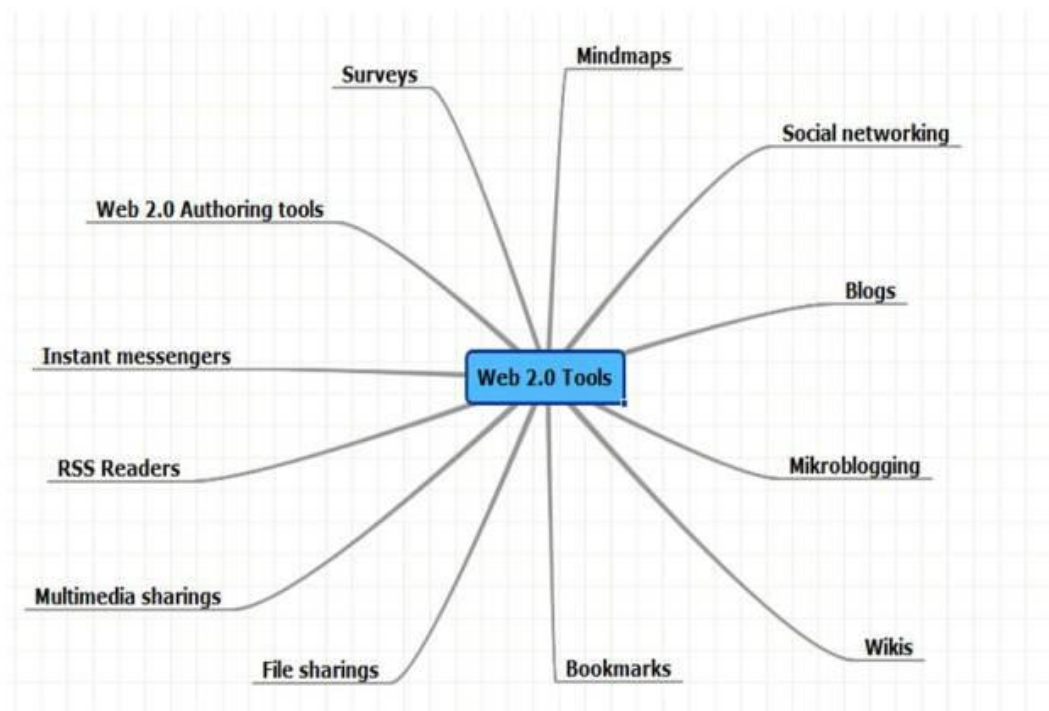 Mindmaps
Surveys
Social networking
Web 2.0 Authoring tools
Blogs
Instant messengers
Web 2.0 Tools
RSS Readers
Mikroblogging
Multimedia sharings
Wikis
File sharings
Bookmarks